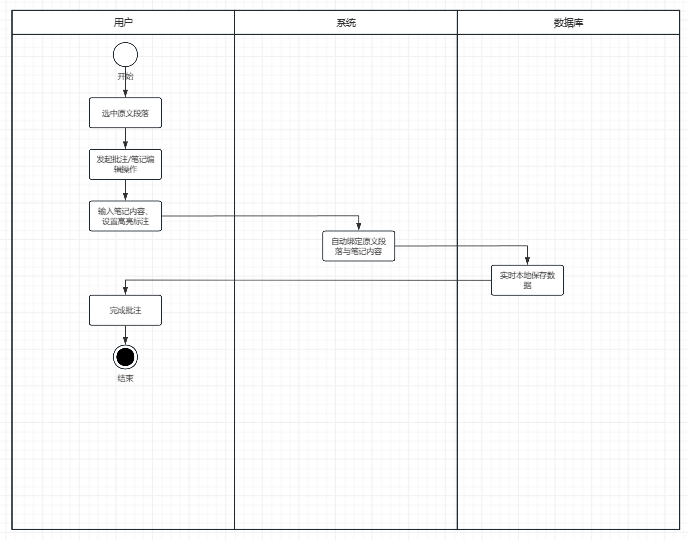 用户
系统
数据库
开始
选中原义段落
发起批注/笔记编
辑操作
输入笔记内容、
设置高亮标注
自动绑定原义段
落与笔记内容
实时本地保存数
据
完成批注
结束